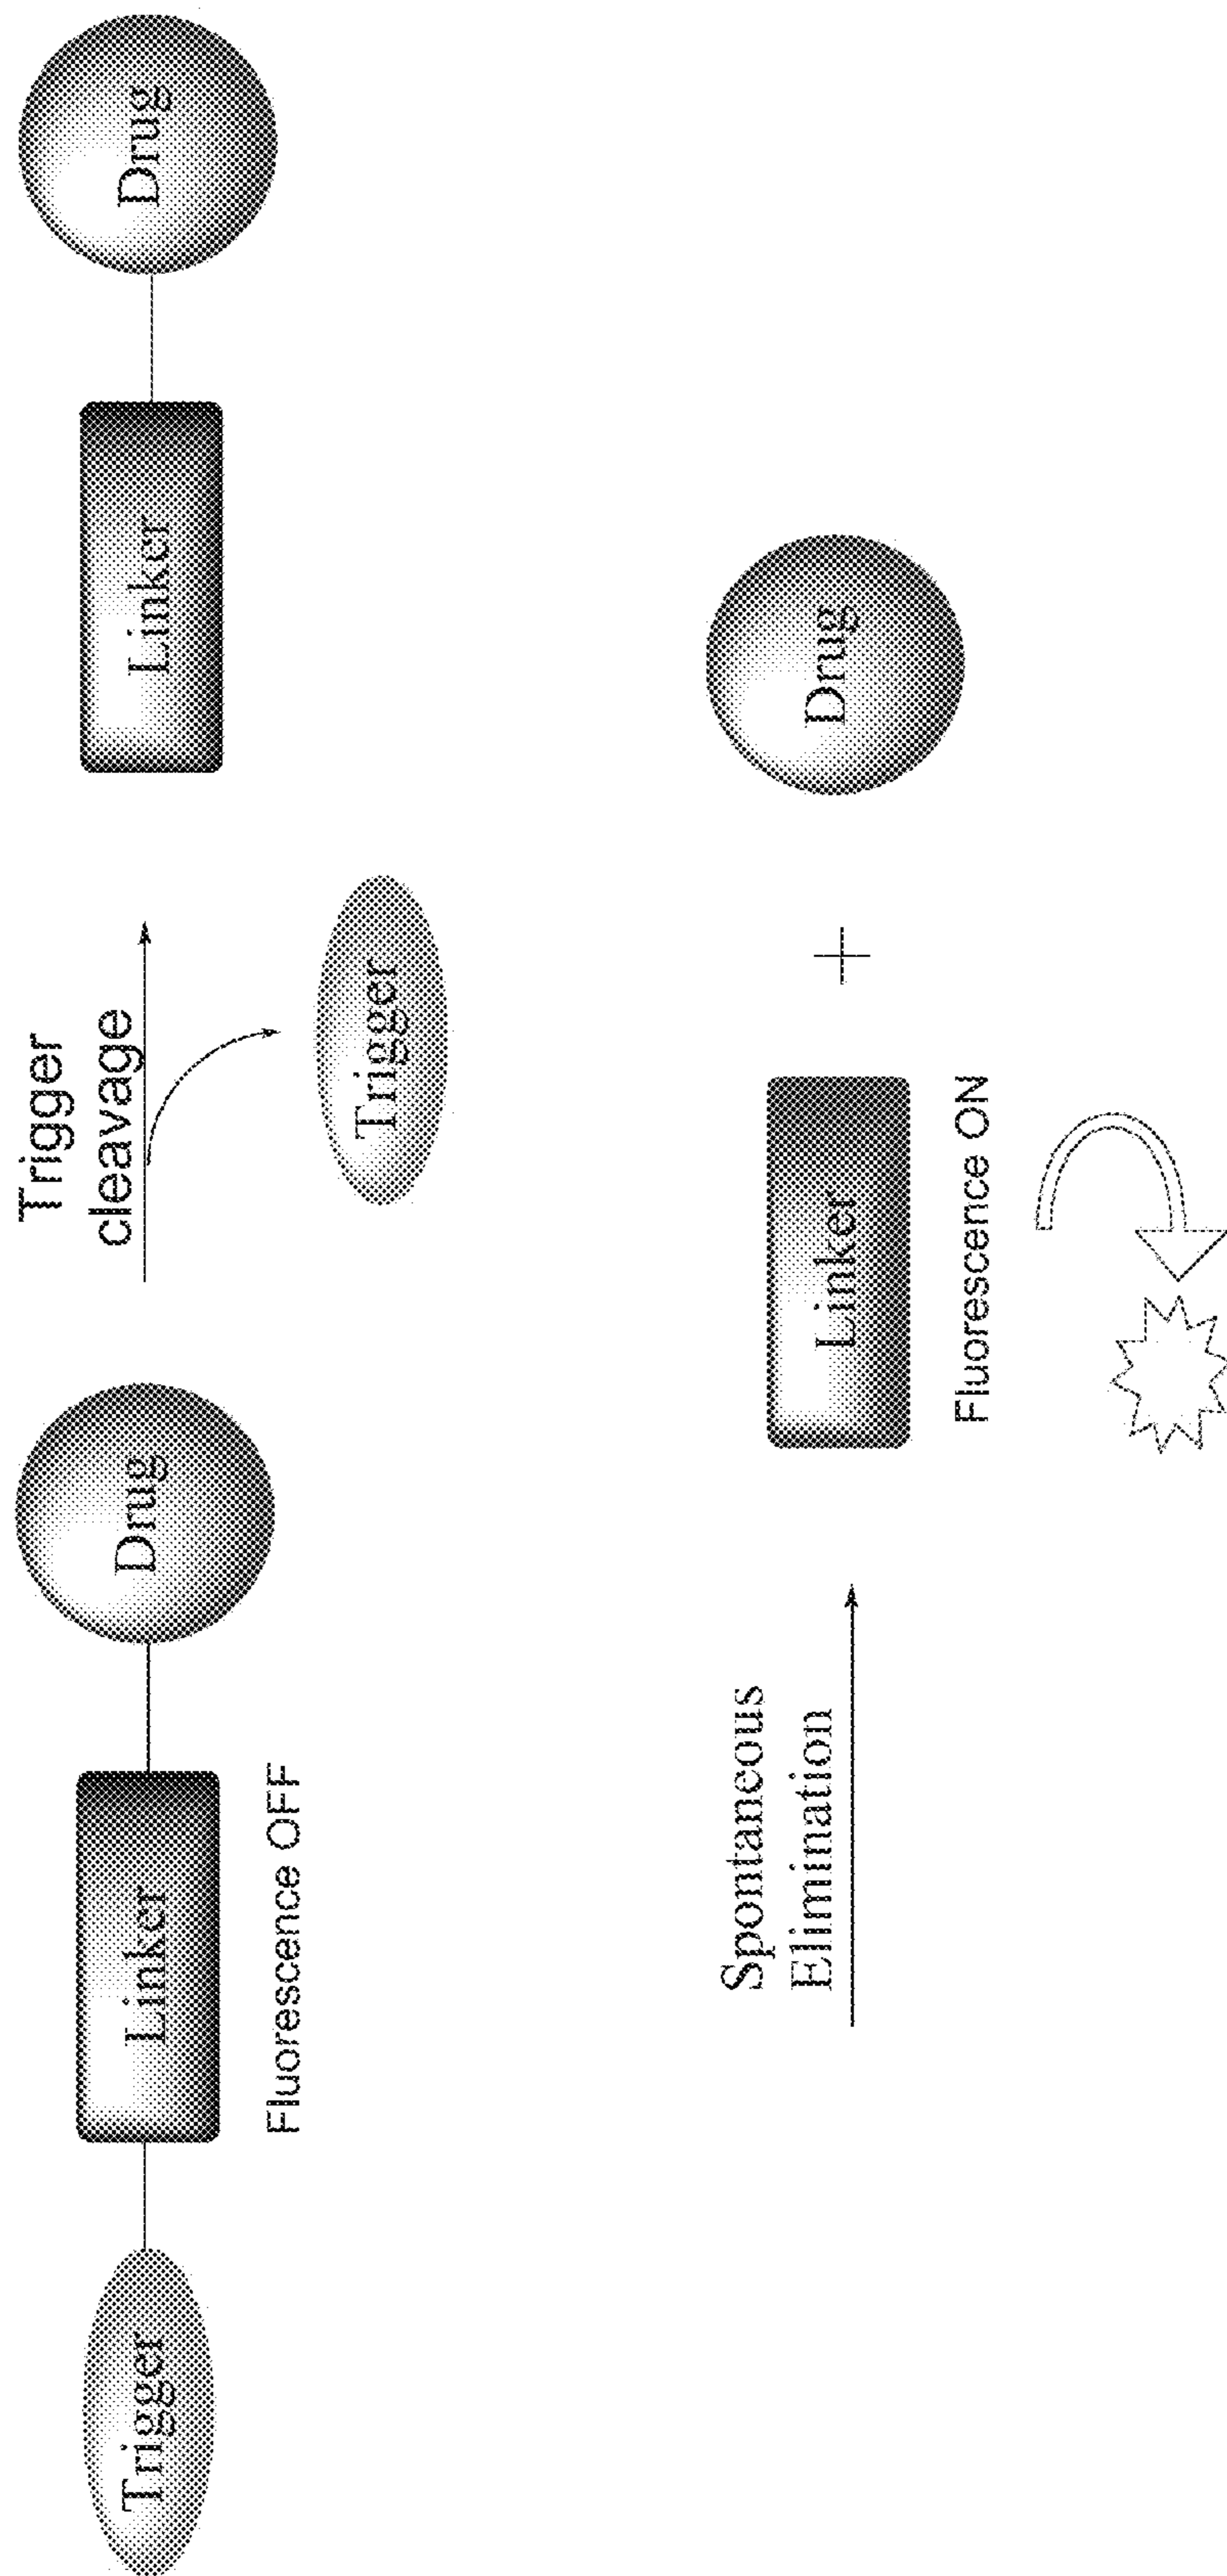 Trigger
Linker
Drug
Fluorescence OFF
Trigger
cleavage
Trigger
Linker
Drug
Spontaneous
Elimination
Linker
+
Drug
Fluorescence ON